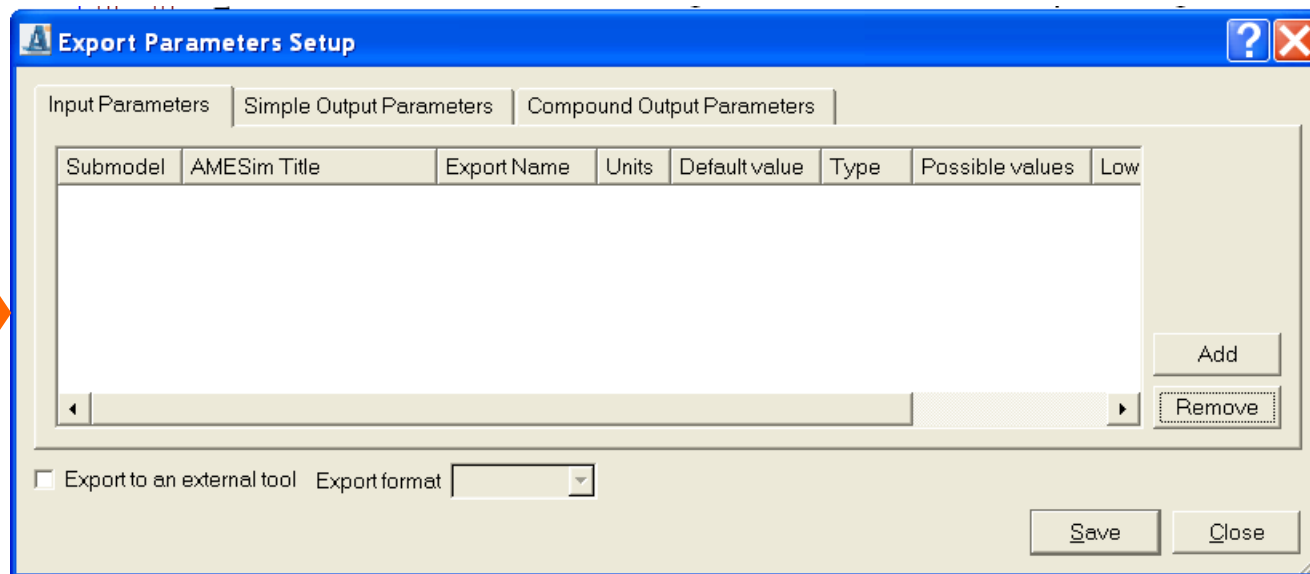 Export Parameters Setup
Input Parameters Simple Output Parameters Compound Output Parameters
Submodel AMESim Title Export Name Units Default value Type Possible values Low
Add
Remove
Export to an external tool Export format
Save Close